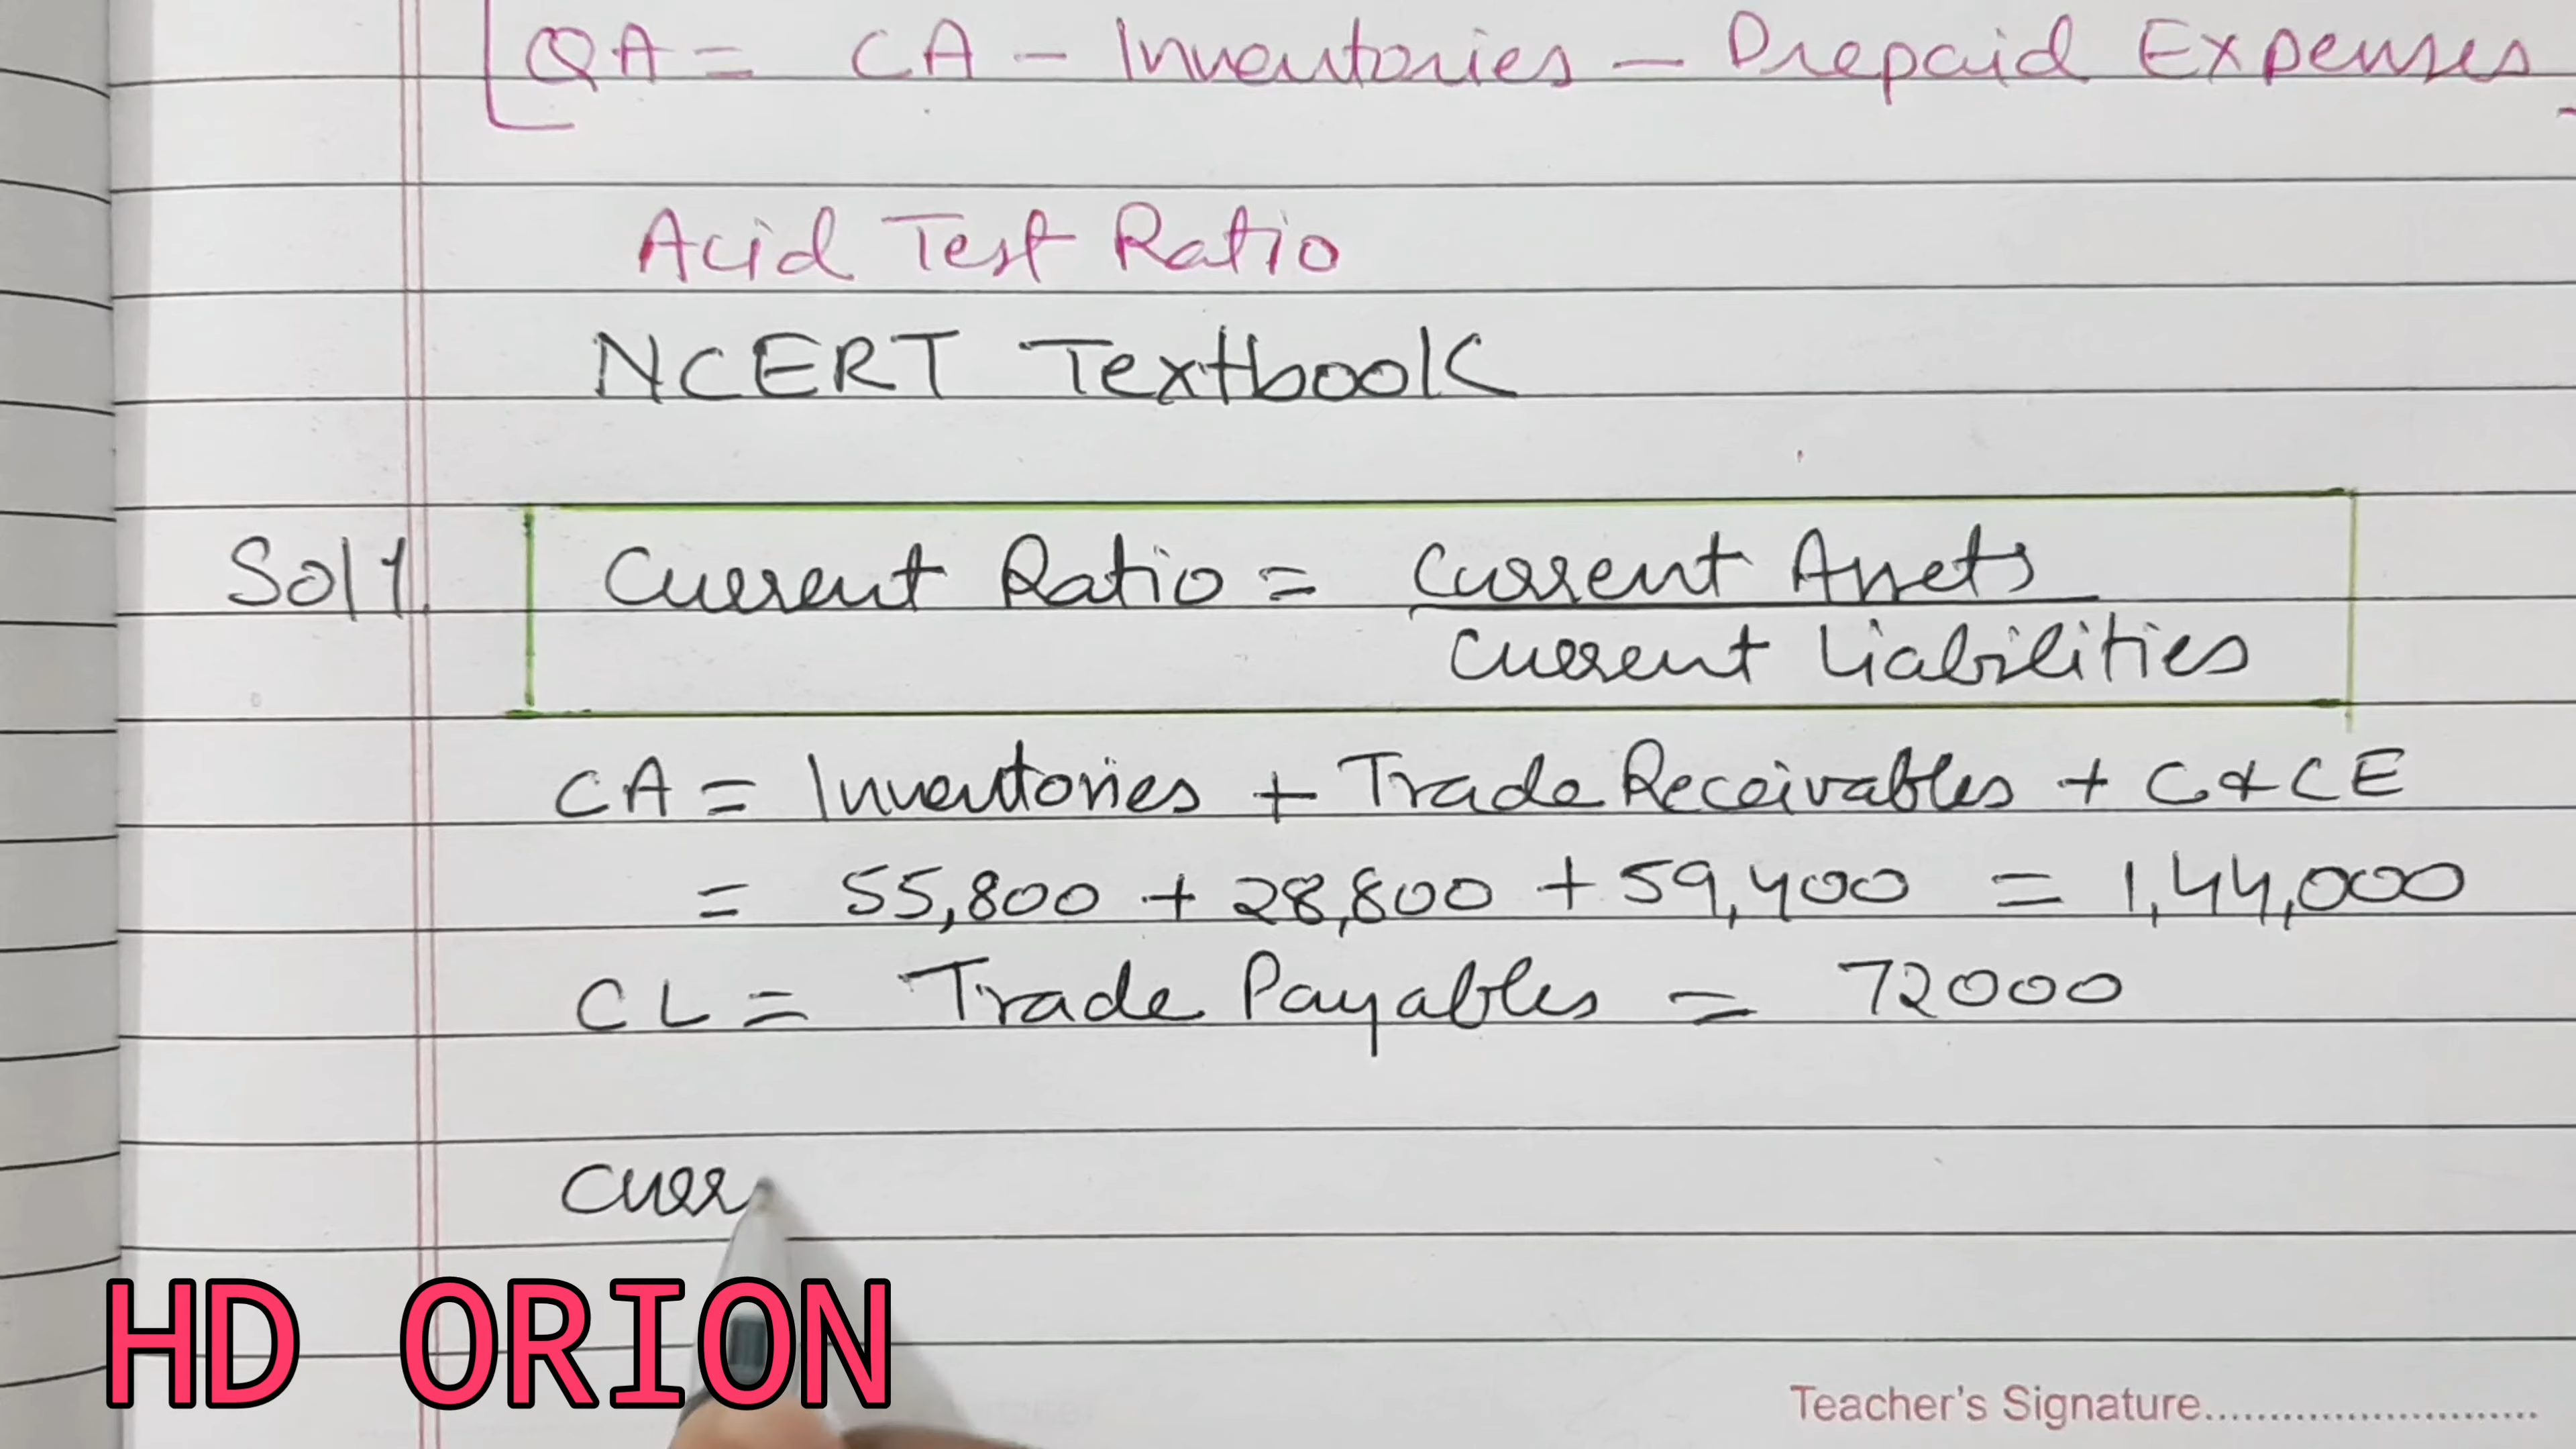 QA = CA - Inventories - Prepaid Expenses
Acid Test Ratio
NCERT Textbook
Sol 1. Current Ratio = Current Assets
Current Liabilities
CA = Inventories + Trade Receivables + C & CE
= 55,800 + 28,800 + 59,400 = 1,44,000
CL = Trade Payables = 72000
Curr
HD ORION
Teacher's Signature..........................